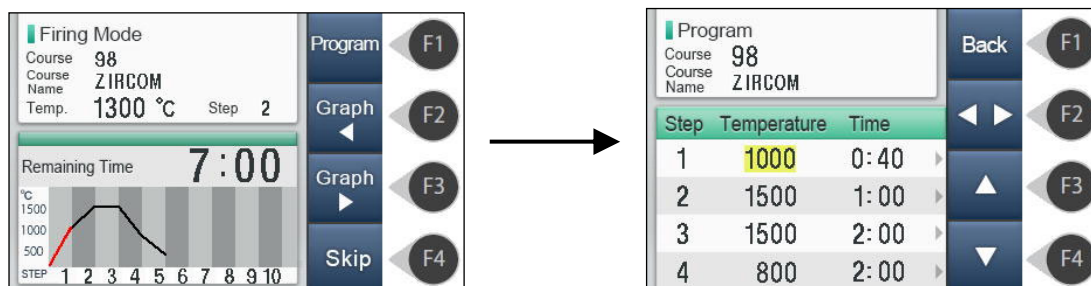 Firing Mode
Course 98
Course Name ZIRCOM
Temp. 1300 °C Step 2
Remaining Time 7:00
°C
1500
1000
500
STEP 1 2 3 4 5 6 7 8 9 10
Program F1
Graph F2
Graph F3
Skip F4
Program
Course 98
Course Name ZIRCOM
Step Temperature Time
1 1000 0:40
2 1500 1:00
3 1500 2:00
4 800 2:00
Back F1
F2
F3
F4